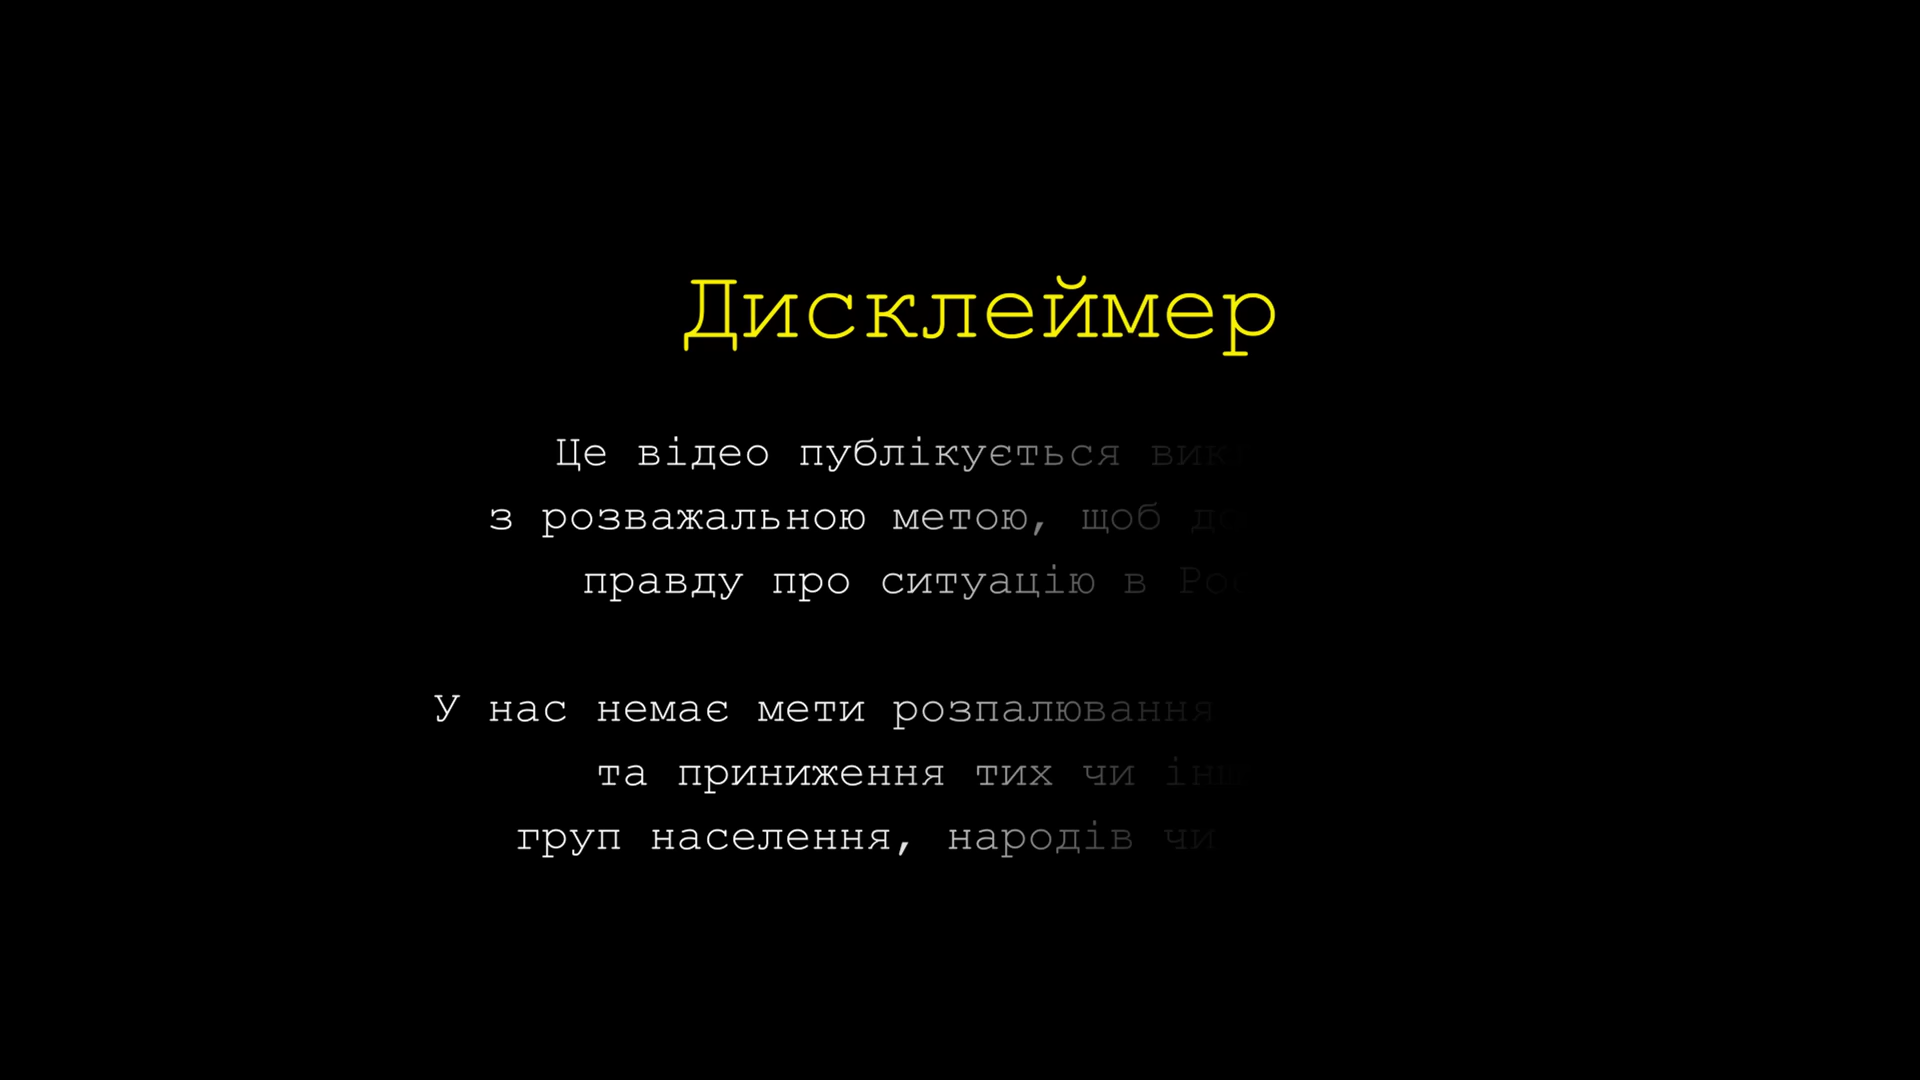 Дисклеймер
Це відео публікується
з розважальною метою, щоб
правду про ситуацію в
У нас немає мети розпалювання
та приниження тих чи
груп населення, народів чи